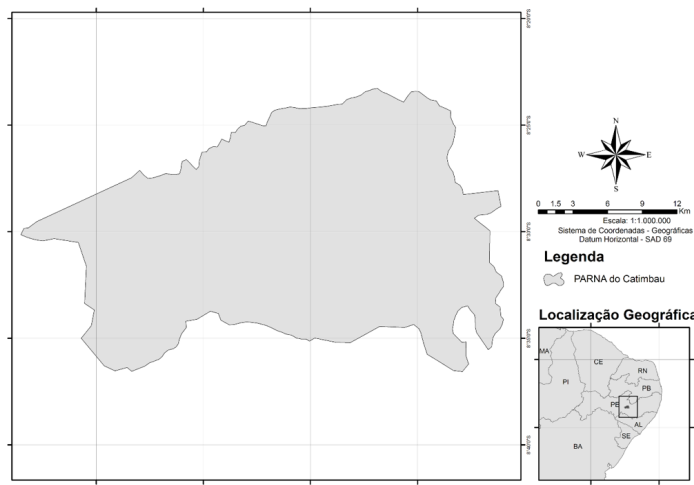 N
W
E
S
0 1.5 3 6 9 12
Km
Escala: 1:1.000.000
Sistema de Coordenadas - Geográficas
Datum Horizontal - SAD 69
Legenda
PARNA do Catimbau
Localização Geográfica
MA
CE
RN
PI
PB
PE
AL
SE
BA